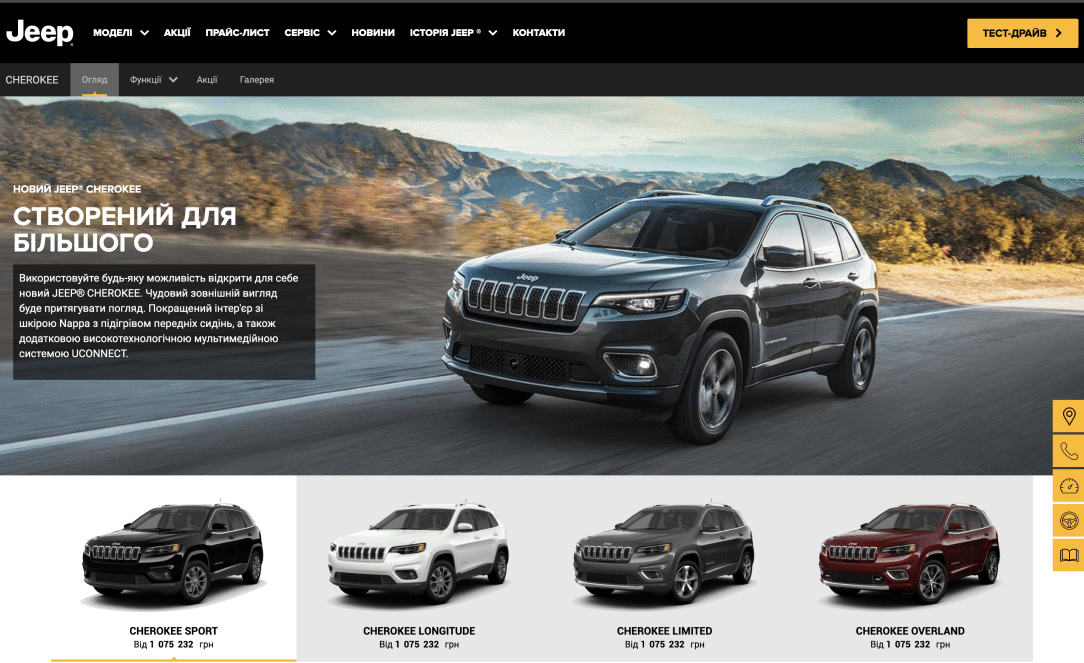 Jeep
МОДЕЛІ АКЦІЇ ПРАЙС-ЛИСТ СЕРВІС НОВИНИ ІСТОРІЯ JEEP ® КОНТАКТИ ТЕСТ-ДРАЙВ
CHEROKEE Огляд Функції Акції Галерея
НОВИЙ JEEP® CHEROKEE
СТВОРЕНИЙ ДЛЯ
БІЛЬШОГО
Використовуйте будь-яку можливість відкрити для себе
новий JEEP® CHEROKEE. Чудовий зовнішній вигляд
буде притягувати погляд. Покращений інтер'єр зі
шкірою Nappa з підігрівом передніх сидінь, а також
додатковою високотехнологічною мультимедійною
системою UCONNECT.
Jeep
CHEROKEE
CHEROKEE SPORT
Від 1 075 232 грн
CHEROKEE LONGITUDE
Від 1 075 232 грн
CHEROKEE LIMITED
Від 1 075 232 грн
CHEROKEE OVERLAND
Від 1 075 232 грн